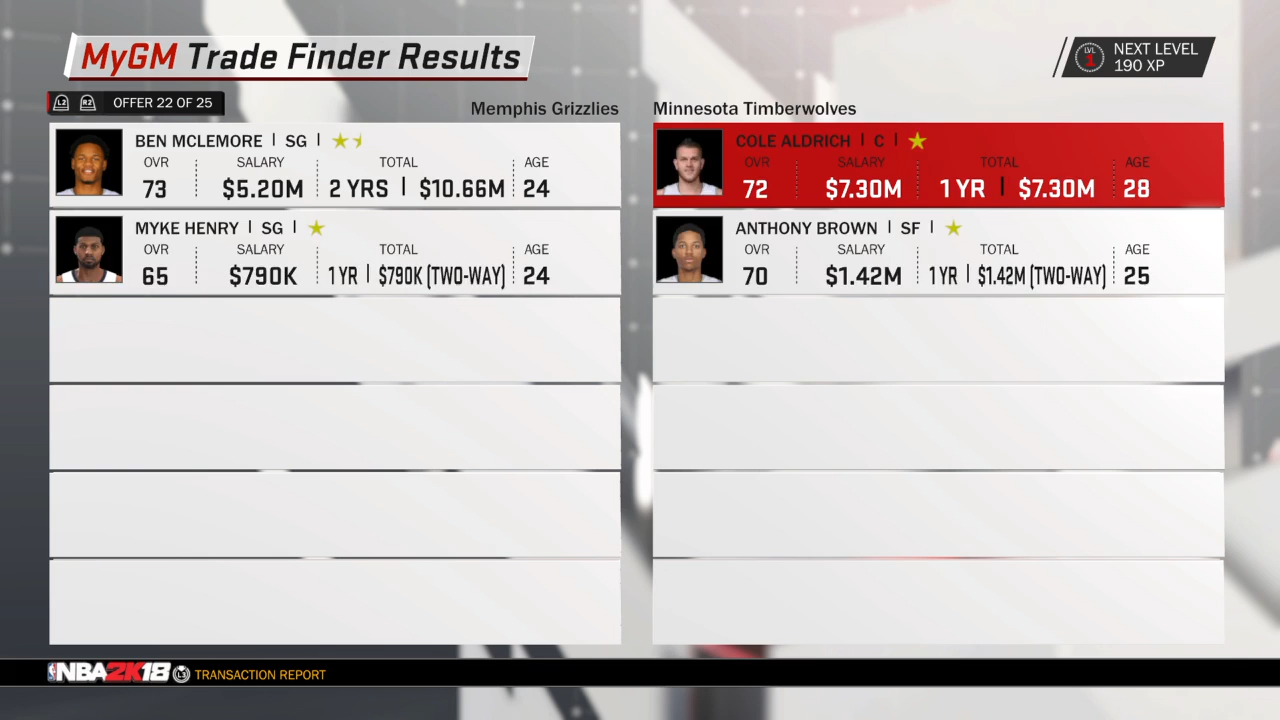 MyGM Trade Finder Results
LVL 1 NEXT LEVEL
190 XP
L2 R2 OFFER 22 OF 25
Memphis Grizzlies
BEN MCLEMORE | SG |
OVR SALARY TOTAL AGE
73 $5.20M 2 YRS | $10.66M 24
MYKE HENRY | SG |
OVR SALARY TOTAL AGE
65 $790K 1 YR | $790K (TWO-WAY) 24
Minnesota Timberwolves
COLE ALDRICH | C |
OVR SALARY TOTAL AGE
72 $7.30M 1 YR | $7.30M 28
ANTHONY BROWN | SF |
OVR SALARY TOTAL AGE
70 $1.42M 1 YR | $1.42M (TWO-WAY) 25
NBA 2K18 L3 TRANSACTION REPORT